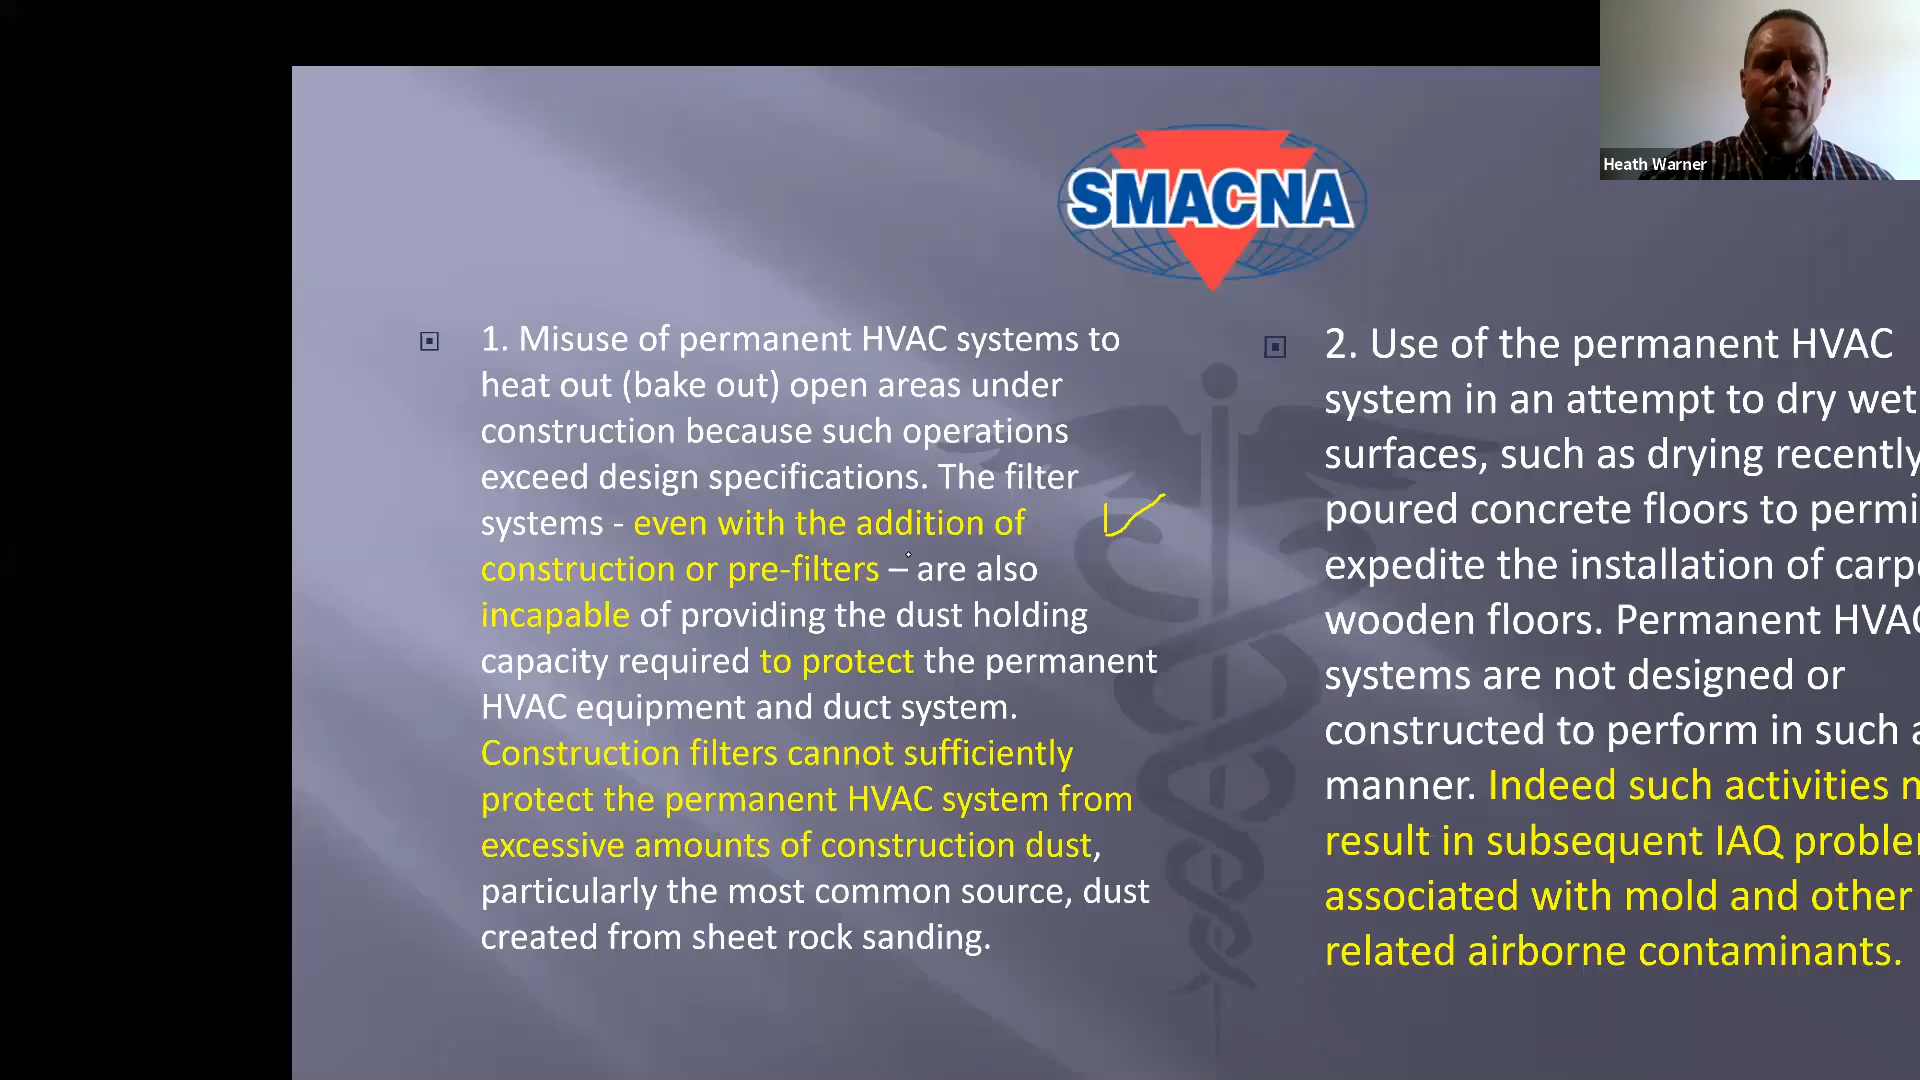 SMACNA
Heath Warner
1. Misuse of permanent HVAC systems to
heat out (bake out) open areas under
construction because such operations
exceed design specifications. The filter
systems - even with the addition of
construction or pre-filters – are also
incapable of providing the dust holding
capacity required to protect the permanent
HVAC equipment and duct system.
Construction filters cannot sufficiently
protect the permanent HVAC system from
excessive amounts of construction dust,
particularly the most common source, dust
created from sheet rock sanding.
2. Use of the permanent HVAC
system in an attempt to dry wet
surfaces, such as drying recently
poured concrete floors to
expedite the installation of
wooden floors. Permanent
systems are not designed or
constructed to perform in such
manner. Indeed such activities
result in subsequent IAQ
associated with mold and other
related airborne contaminants.